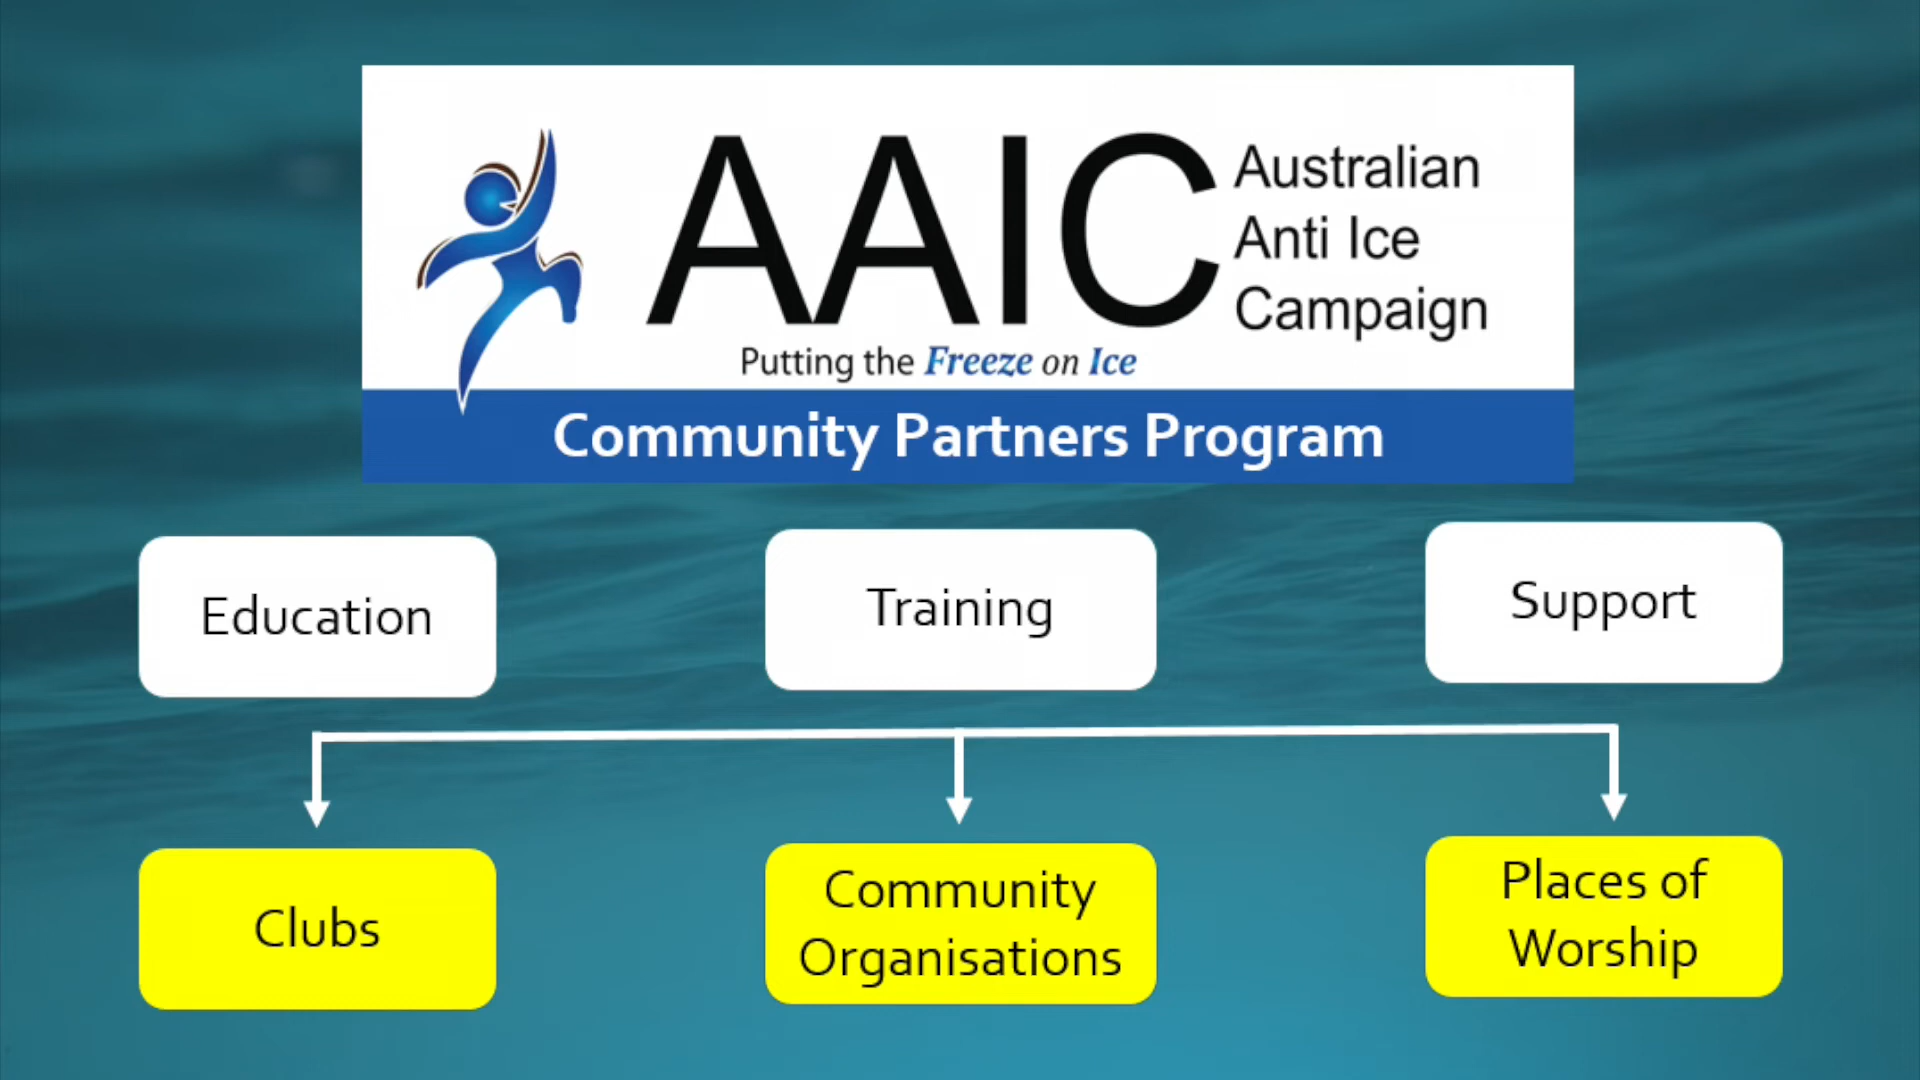 AAIC
Australian
Anti Ice
Campaign
Putting the Freeze on Ice
Community Partners Program
Education
Training
Support
Clubs
Community
Organisations
Places of
Worship